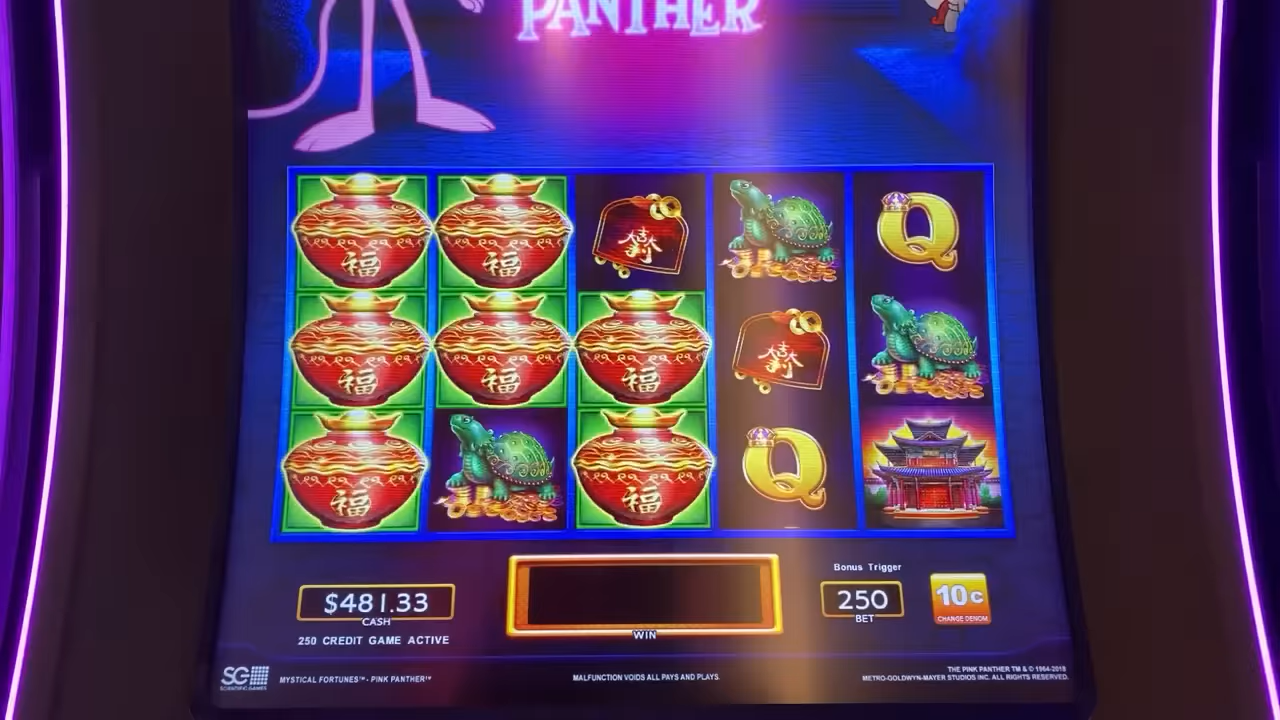 PANTHER
福 福
Q
福 福 福
福 福
Q
Bonus Trigger
$481.33
CASH
250 CREDIT GAME ACTIVE
WIN
250
BET
10¢
CHANGE DENOM
SG
SCIENTIFIC GAMES
MYSTICAL FORTUNES™ - PINK PANTHER™
MALFUNCTION VOIDS ALL PAYS AND PLAYS.
THE PINK PANTHER TM & © 1964-2018
METRO-GOLDWYN-MAYER STUDIOS INC. ALL RIGHTS RESERVED.